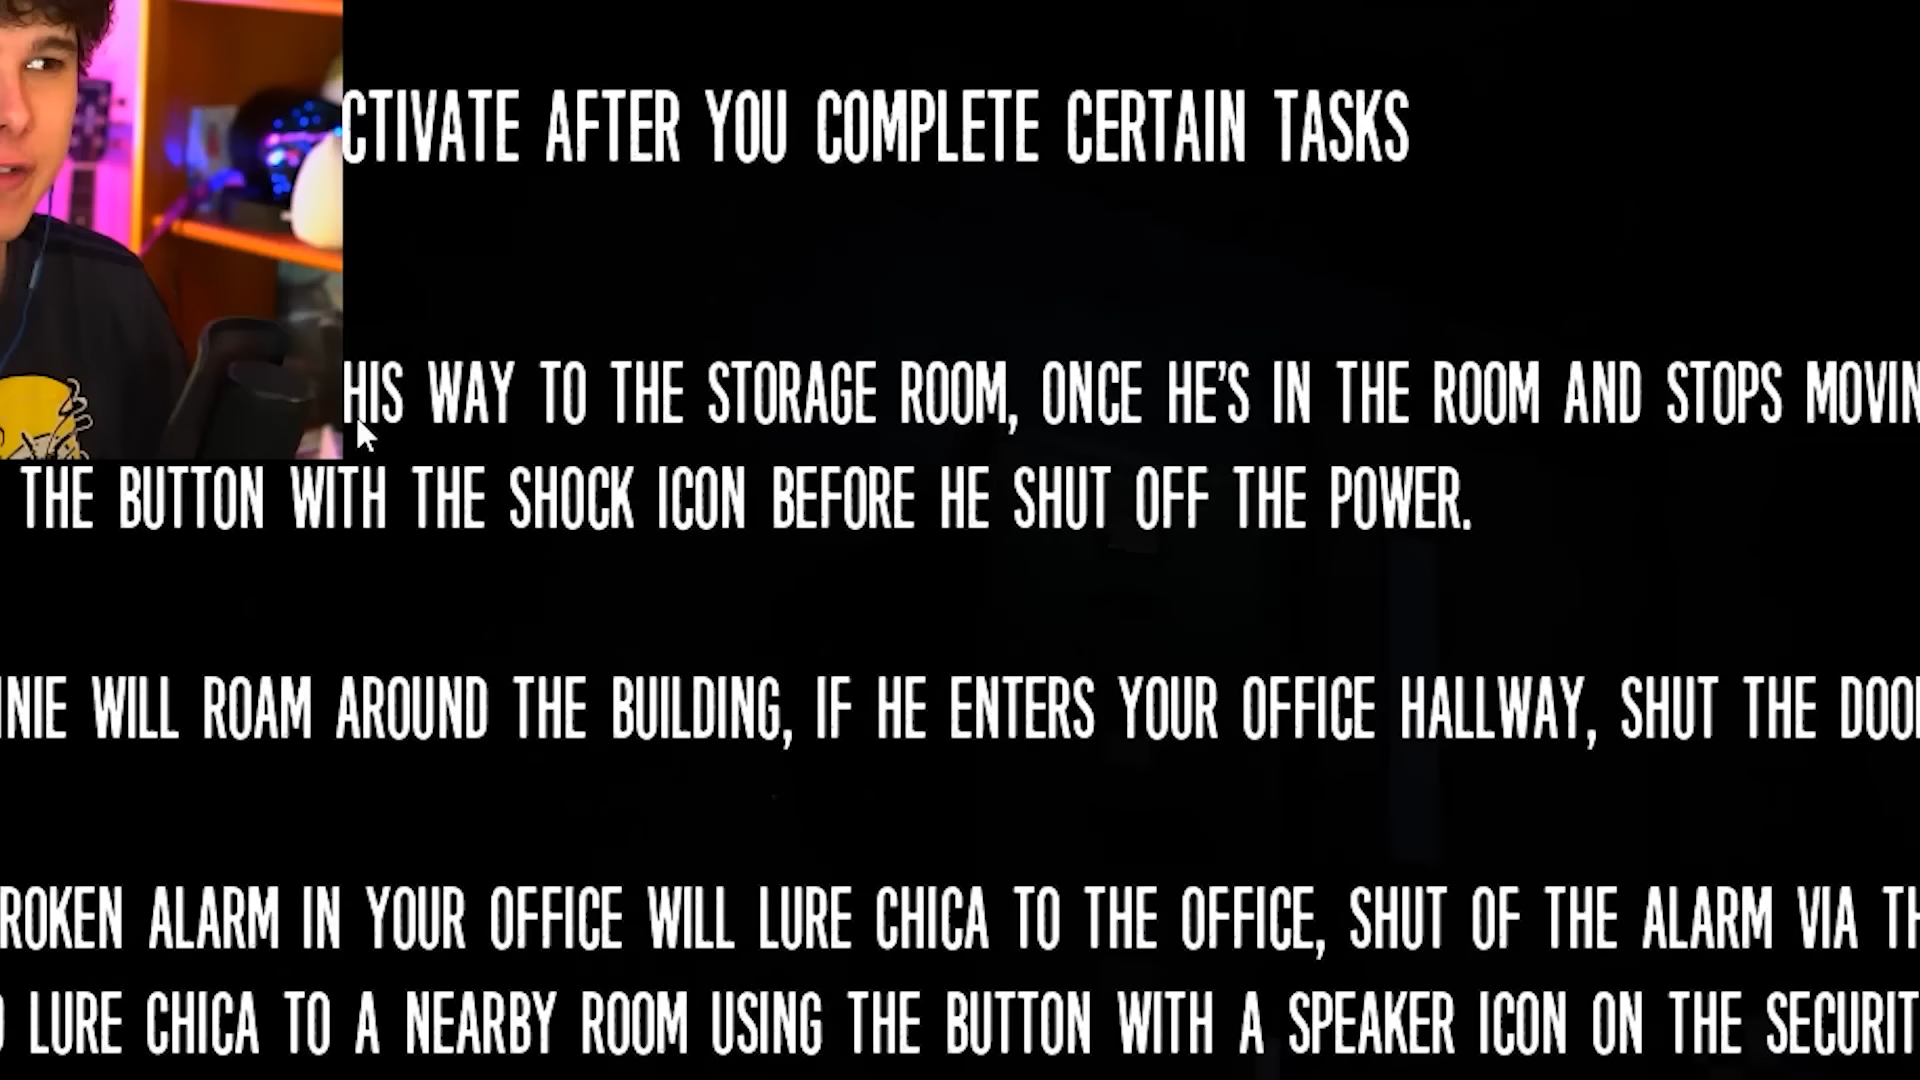 CTIVATE AFTER YOU COMPLETE CERTAIN TASKS
HIS WAY TO THE STORAGE ROOM, ONCE HE'S IN THE ROOM AND STOPS MOVIN
THE BUTTON WITH THE SHOCK ICON BEFORE HE SHUT OFF THE POWER.
NNIE WILL ROAM AROUND THE BUILDING, IF HE ENTERS YOUR OFFICE HALLWAY, SHUT THE DOOR
ROKEN ALARM IN YOUR OFFICE WILL LURE CHICA TO THE OFFICE, SHUT OF THE ALARM VIA TH
LURE CHICA TO A NEARBY ROOM USING THE BUTTON WITH A SPEAKER ICON ON THE SECURIT